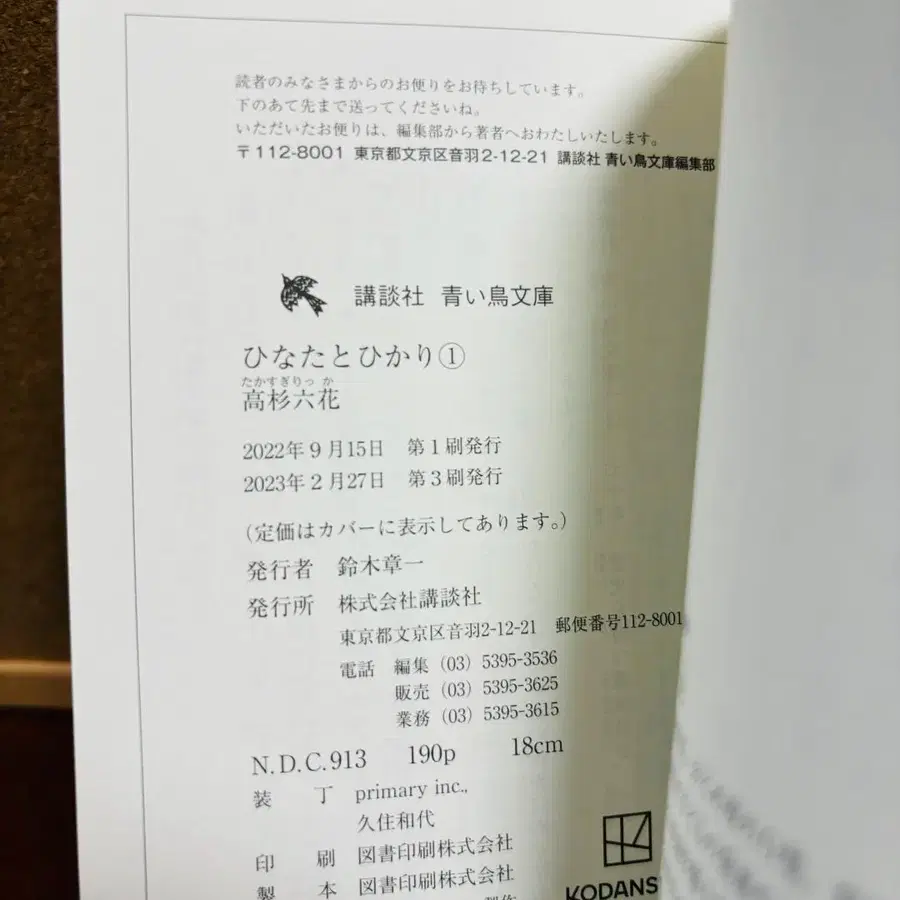 読者のみなさまからのお便りをお待ちしています。
下のあて先まで送ってくださいね。
いただいたお便りは、編集部から著者へおわたしいたします。
〒112-8001 東京都文京区音羽2-12-21 講談社 青い鳥文庫編集部
講談社 青い鳥文庫
ひなたとひかり①
たかすぎりっか
高杉六花
2022年9月15日 第1刷発行
2023年2月27日 第3刷発行
(定価はカバーに表示してあります。)
発行者 鈴木章一
発行所 株式会社講談社
東京都文京区音羽2-12-21 郵便番号112-8001
電話 編集 (03) 5395-3536
販売 (03) 5395-3625
業務 (03) 5395-3615
N.D.C.913 190p 18cm
装丁 primary inc.,
久住和代
印刷 図書印刷株式会社
製本 図書印刷株式会社
KODANS